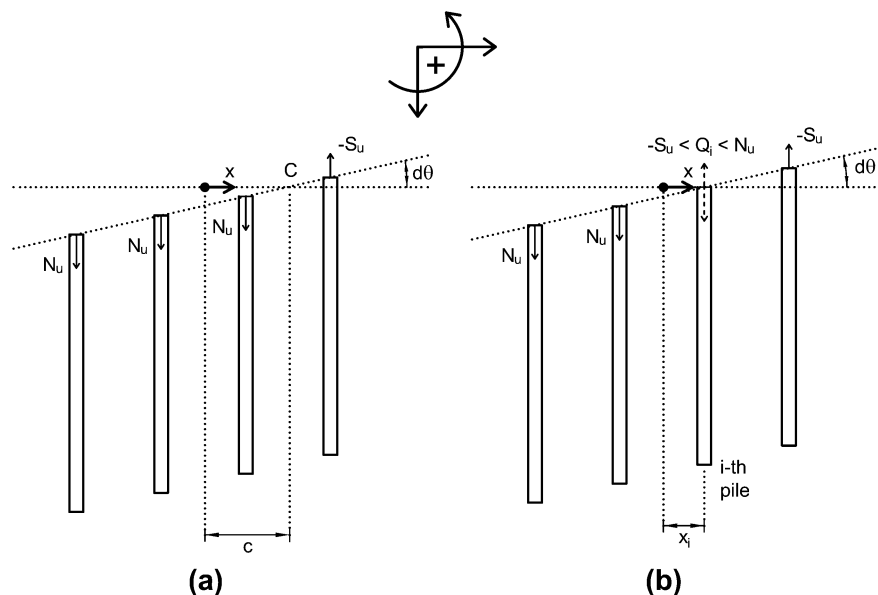 +
-Sᵤ
x
C
dθ
Nᵤ
Nᵤ
Nᵤ
c
(a)
-Sᵤ < Qᵢ < Nᵤ
-Sᵤ
x
dθ
Nᵤ
Nᵤ
i-th
pile
xᵢ
(b)